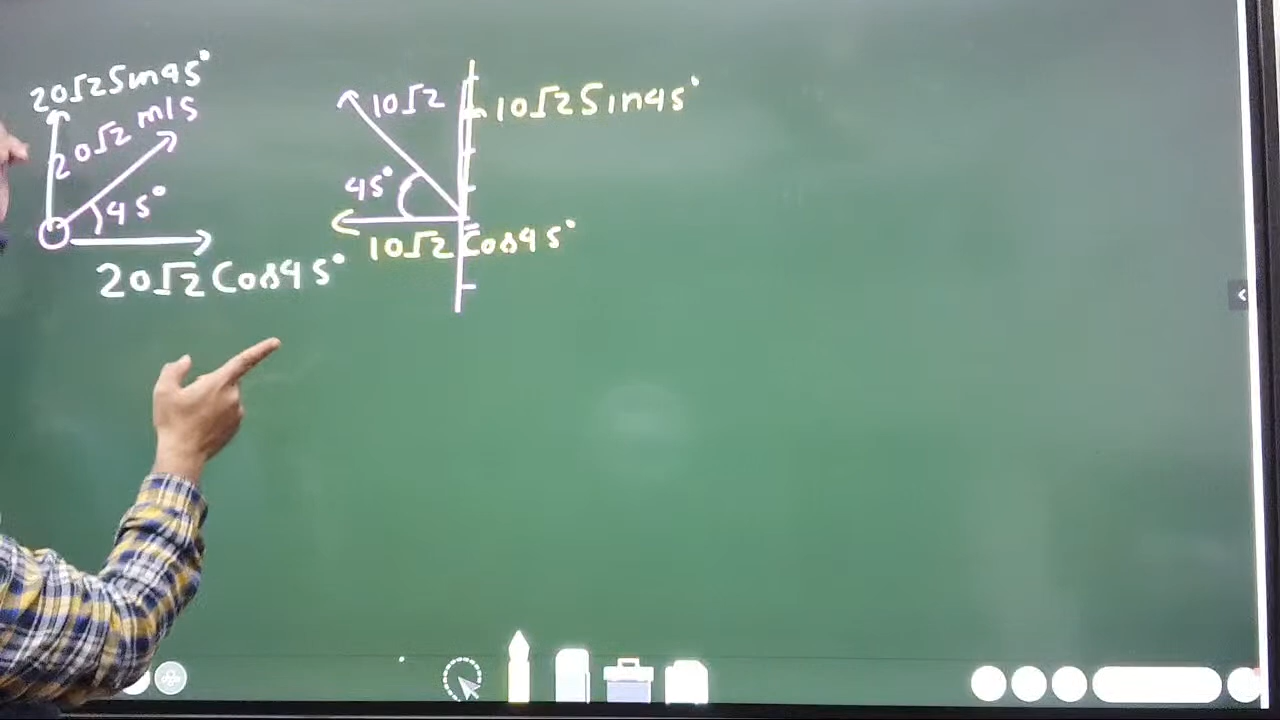 20√2 Sin45°
20√2 m/s
45°
20√2 Cos45°
10√2
10√2 Sin45°
45°
10√2 Cos45°